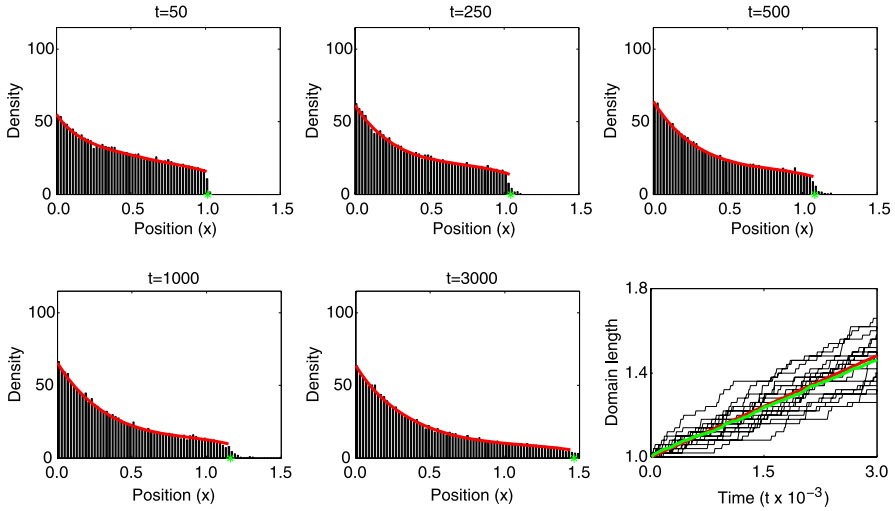 t=50
100
50
0
Density
0.0 0.5 1.0 1.5
Position (x)
t=250
100
50
0
Density
0.0 0.5 1.0 1.5
Position (x)
t=500
100
50
0
Density
0.0 0.5 1.0 1.5
Position (x)
t=1000
100
50
0
Density
0.0 0.5 1.0 1.5
Position (x)
t=3000
100
50
0
Density
0.0 0.5 1.0 1.5
Position (x)
1.8
1.4
1.0
Domain length
0.0 1.5 3.0
Time (t x 10⁻³)